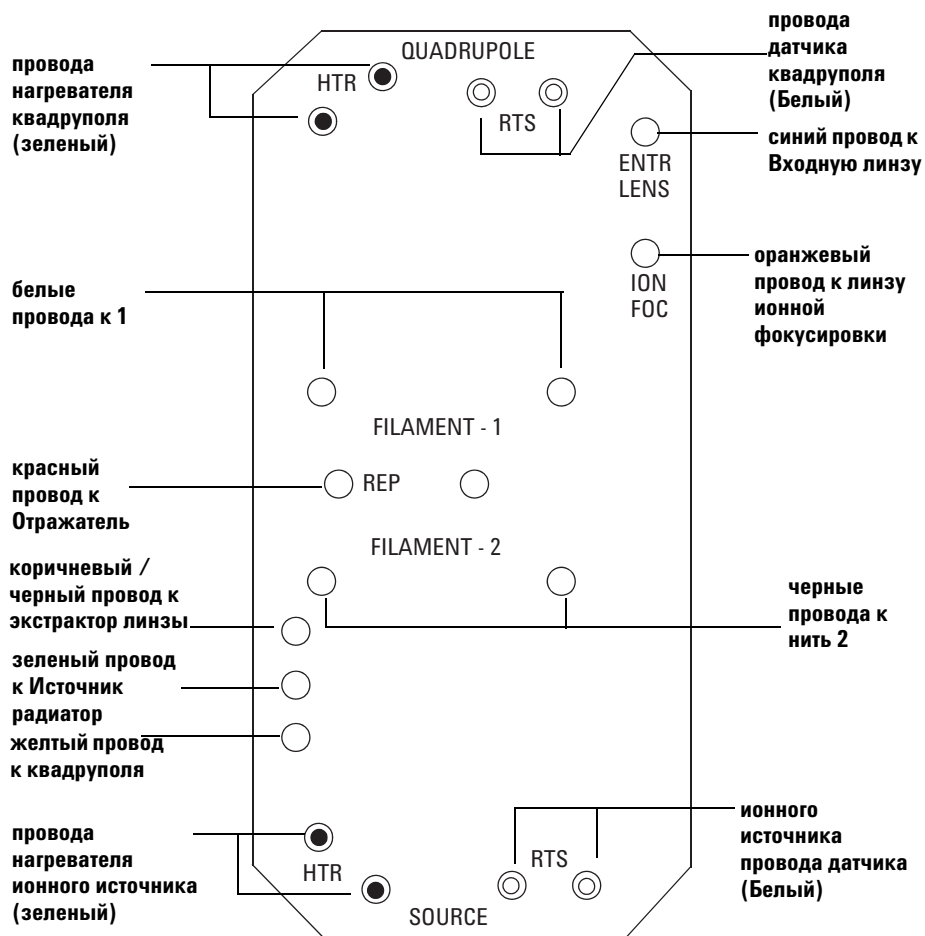 провода
нагревателя
квадруполя
(зеленый)
QUADRUPOLE
HTR
RTS
провода
датчика
квадруполя
(Белый)
ENTR
LENS
синий провод к
Входную линзу
ION
FOC
оранжевый
провод к линзу
ионной
фокусировки
белые
провода к 1
FILAMENT - 1
красный
провод к
Отражатель
REP
FILAMENT - 2
коричневый /
черный провод к
экстрактор линзы
черные
провода к
нить 2
зеленый провод
к Источник
радиатор
желтый провод
к квадруполя
провода
нагревателя
ионного источника
(зеленый)
HTR
RTS
SOURCE
ионного
источника
провода датчика
(Белый)